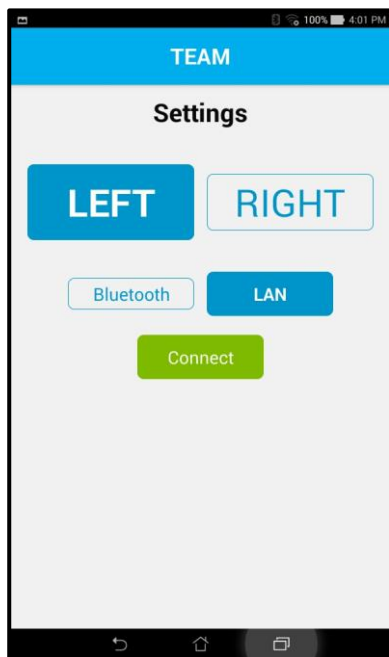 100% 4:01 PM
TEAM
Settings
LEFT RIGHT
Bluetooth LAN
Connect